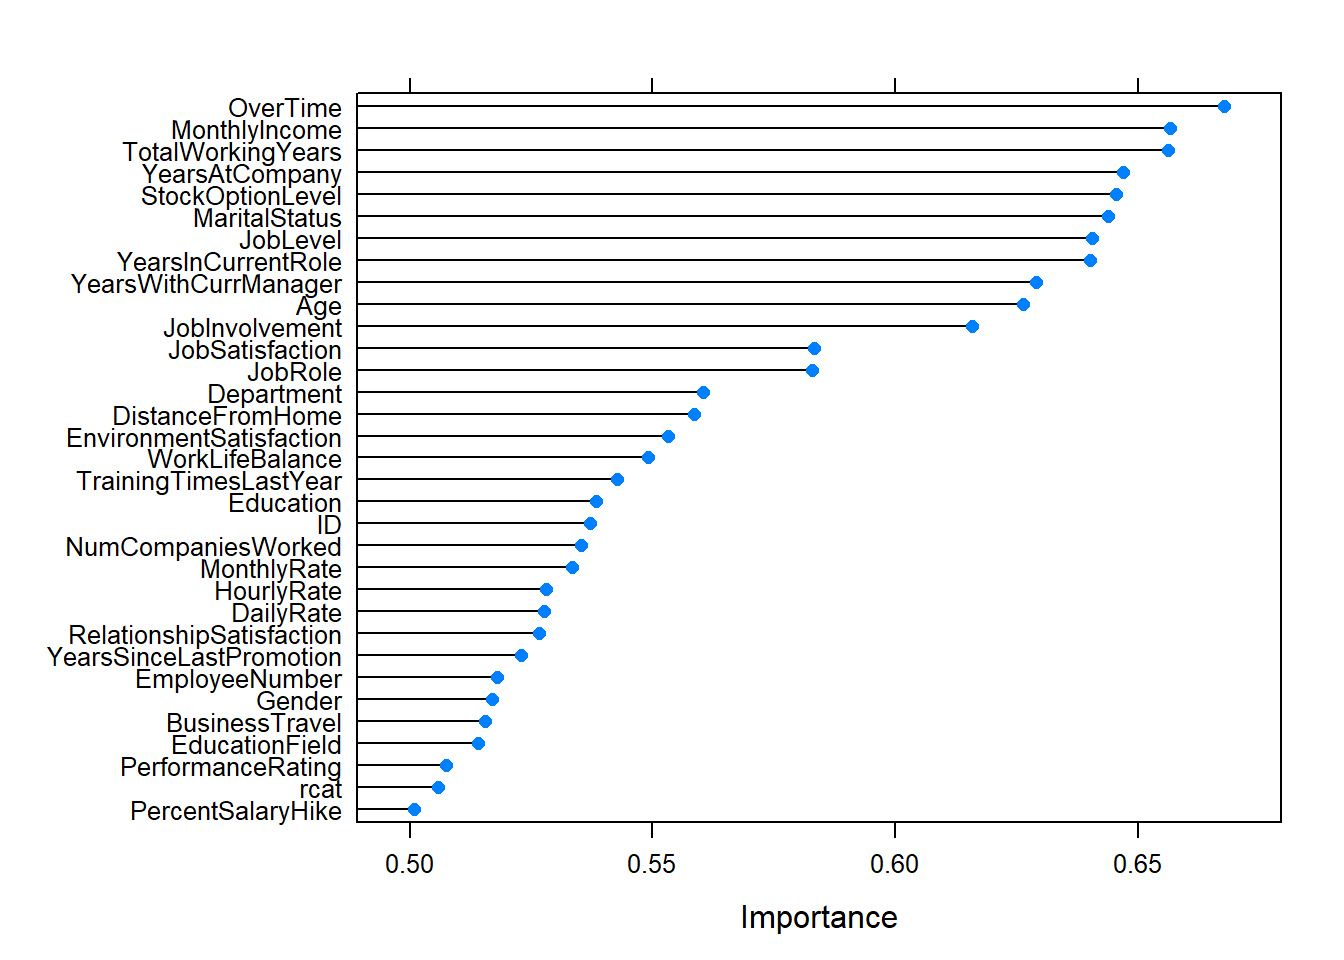 OverTime
MonthlyIncome
TotalWorkingYears
YearsAtCompany
StockOptionLevel
MaritalStatus
JobLevel
YearsInCurrentRole
YearsWithCurrManager
Age
JobInvolvement
JobSatisfaction
JobRole
Department
DistanceFromHome
EnvironmentSatisfaction
WorkLifeBalance
TrainingTimesLastYear
Education
ID
NumCompaniesWorked
MonthlyRate
HourlyRate
DailyRate
RelationshipSatisfaction
YearsSinceLastPromotion
EmployeeNumber
Gender
BusinessTravel
EducationField
PerformanceRating
rcat
PercentSalaryHike
0.50 0.55 0.60 0.65
Importance